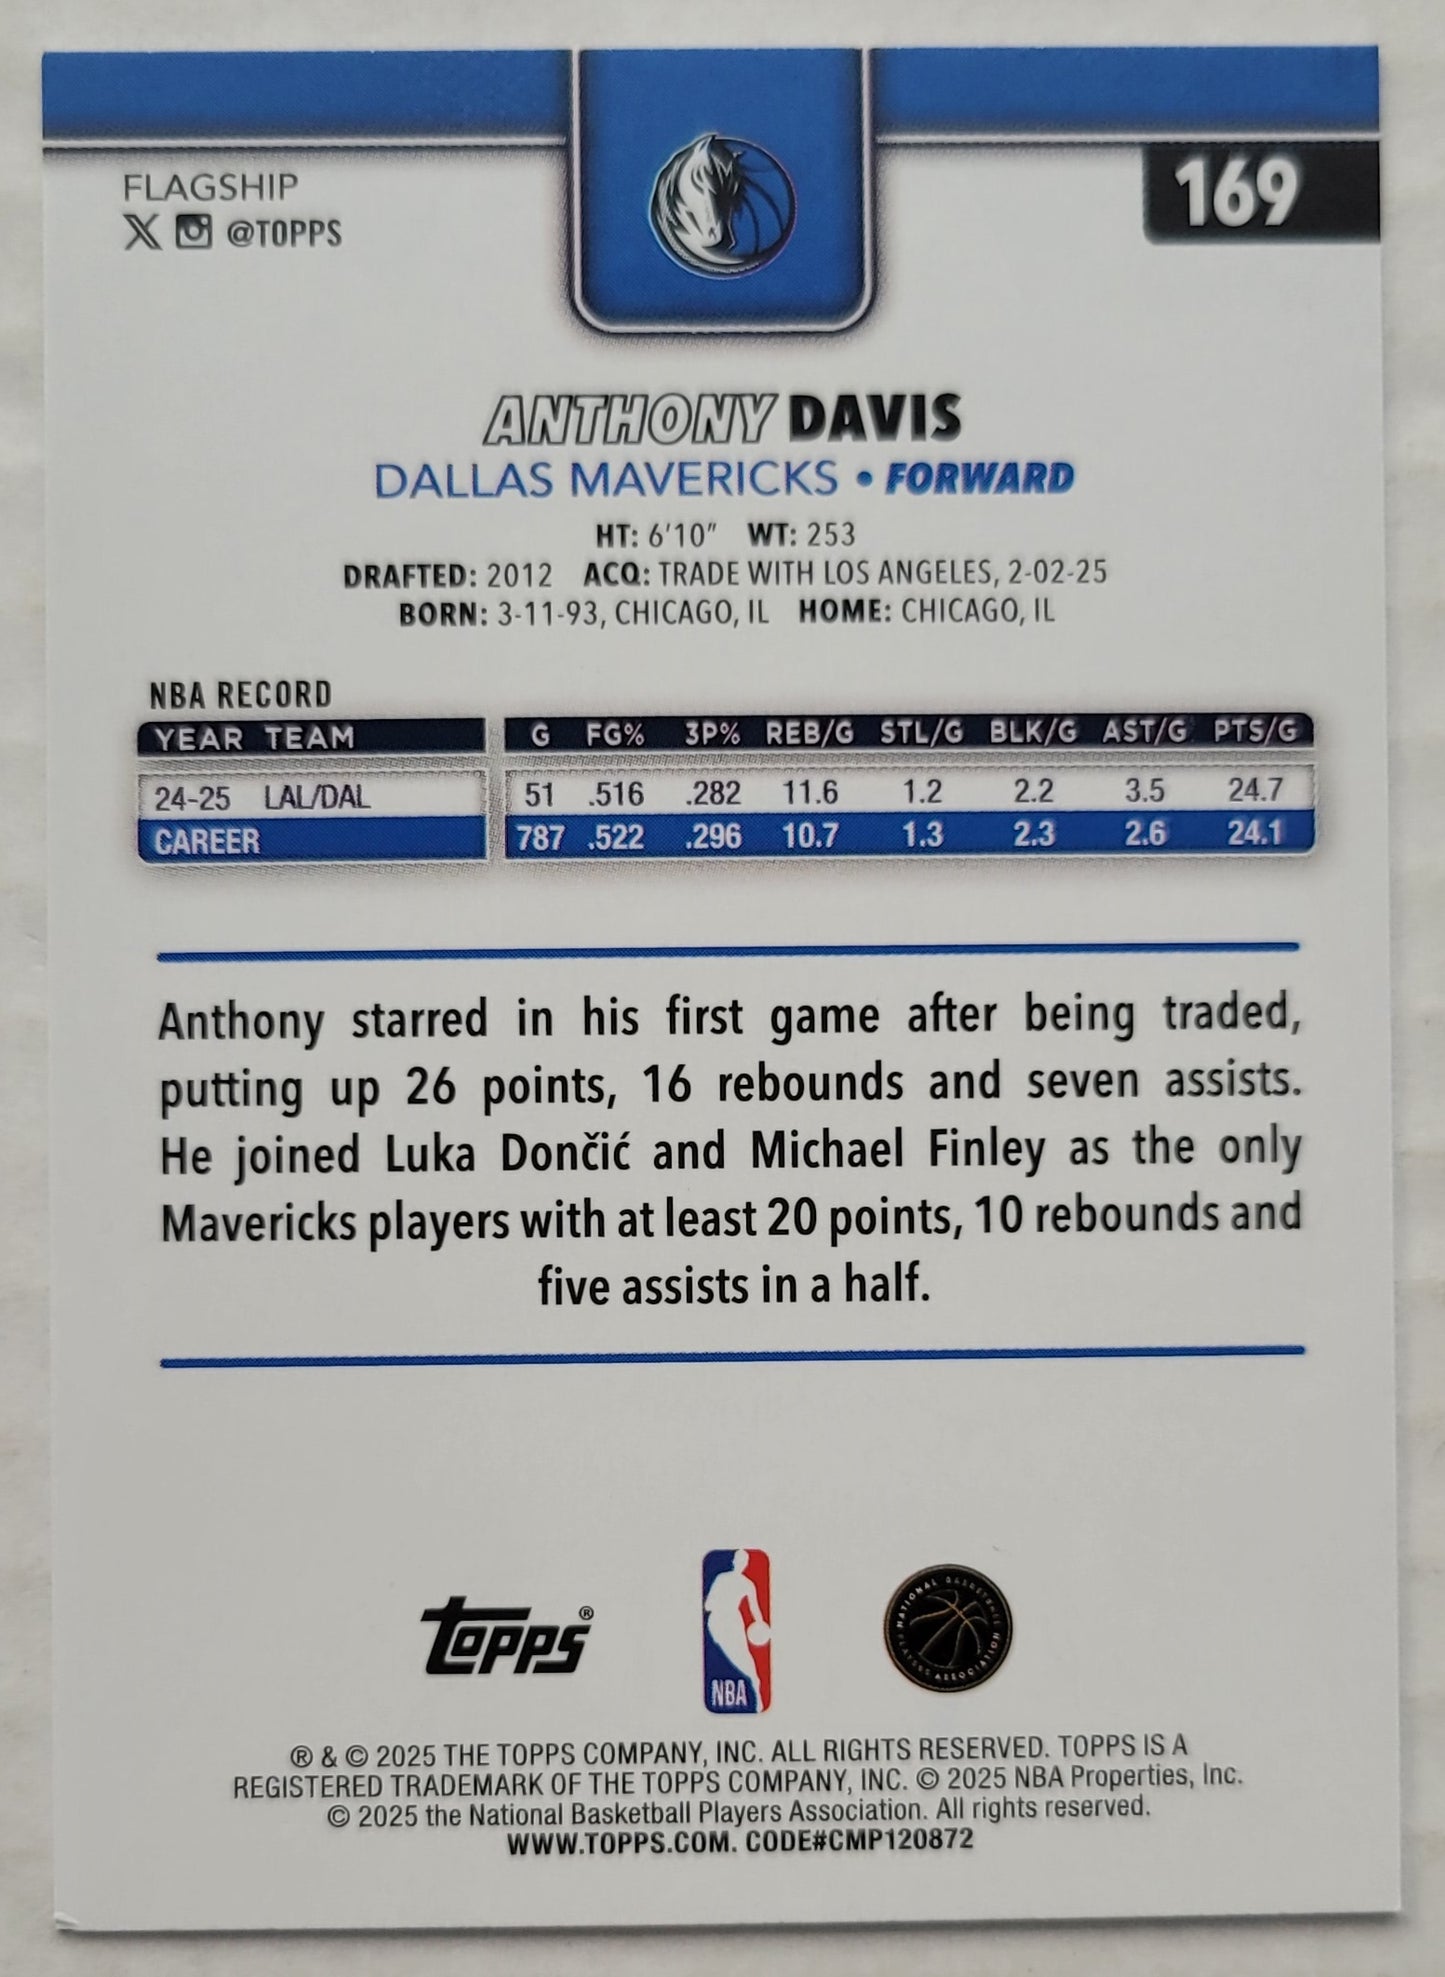 FLAGSHIP
169
X @TOPPS
ANTHONY DAVIS
DALLAS MAVERICKS • FORWARD
HT: 6'10" WT: 253
DRAFTED: 2012 ACQ: TRADE WITH LOS ANGELES, 2-02-25
BORN: 3-11-93, CHICAGO, IL HOME: CHICAGO, IL
NBA RECORD
YEAR TEAM G FG% 3P% REB/G STL/G BLK/G AST/G PTS/G
24-25 LAL/DAL 51 .516 .282 11.6 1.2 2.2 3.5 24.7
CAREER 787 .522 .296 10.7 1.3 2.3 2.6 24.1
Anthony starred in his first game after being traded,
putting up 26 points, 16 rebounds and seven assists.
He joined Luka Dončić and Michael Finley as the only
Mavericks players with at least 20 points, 10 rebounds and
five assists in a half.
TOPPS®
NBA
NATIONAL BASKETBALL PLAYERS ASSOCIATION
® & © 2025 THE TOPPS COMPANY, INC. ALL RIGHTS RESERVED. TOPPS IS A
REGISTERED TRADEMARK OF THE TOPPS COMPANY, INC. © 2025 NBA Properties, Inc.
© 2025 the National Basketball Players Association. All rights reserved.
WWW.TOPPS.COM. CODE#CMP120872